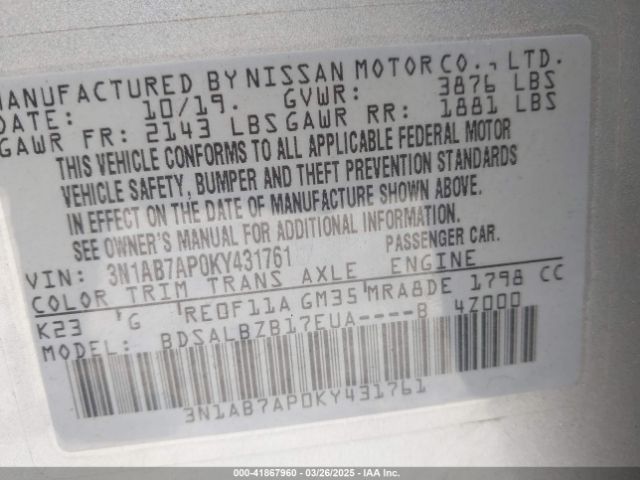 MANUFACTURED BY NISSAN MOTOR CO., LTD.
DATE: 10/19. GVWR: 3876 LBS
GAWR FR: 2143 LBS GAWR RR: 1881 LBS
THIS VEHICLE CONFORMS TO ALL APPLICABLE FEDERAL MOTOR
VEHICLE SAFETY, BUMPER AND THEFT PREVENTION STANDARDS
IN EFFECT ON THE DATE OF MANUFACTURE SHOWN ABOVE.
SEE OWNER'S MANUAL FOR ADDITIONAL INFORMATION.
VIN: 3N1AB7AP0KY431761 PASSENGER CAR.
COLOR TRIM TRANS AXLE ENGINE
K23 'G 'RE0F11A GM35 'MRA8DE 1798 CC
MODEL: BDSALBZB17EUA----B 4Z000
3N1AB7AP0KY431761
000-41867960 — 03/26/2025 — IAA Inc.